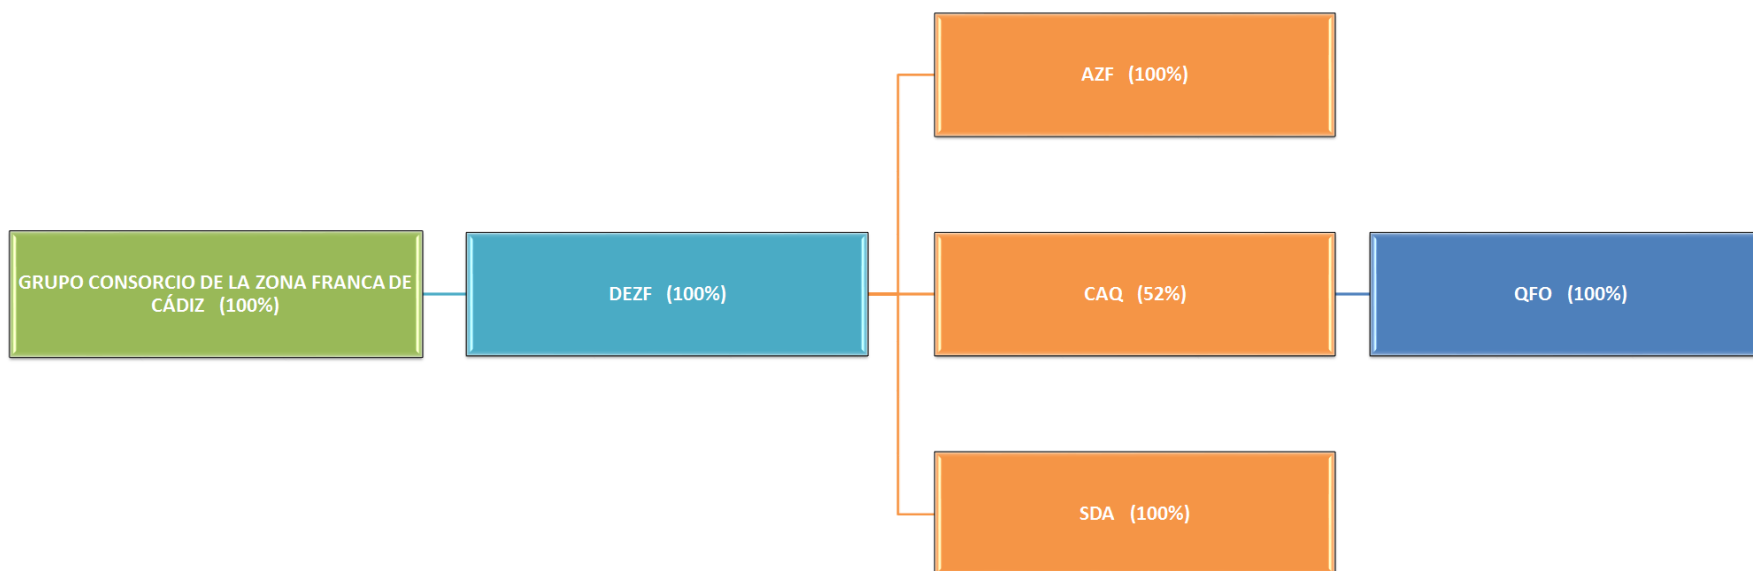 AZF (100%)
GRUPO CONSORCIO DE LA ZONA FRANCA DE
CÁDIZ (100%)
DEZF (100%)
CAQ (52%)
QFO (100%)
SDA (100%)